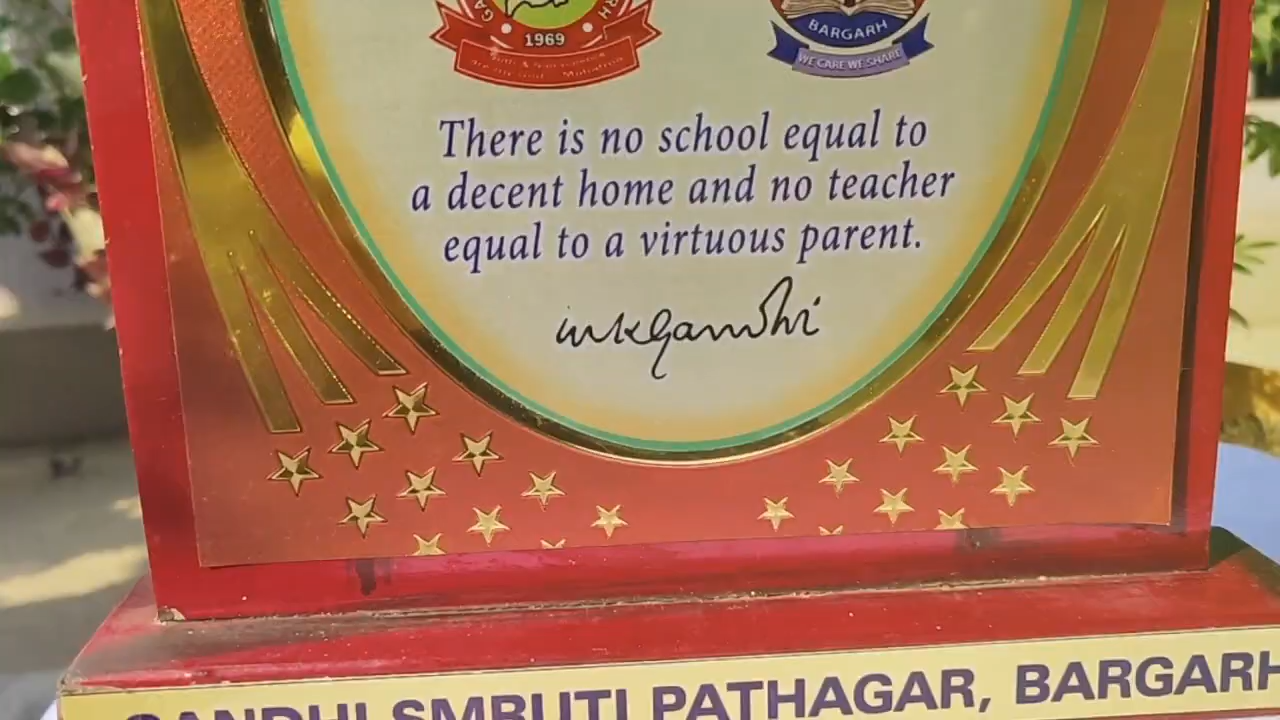 1969
BARGARH
WE CARE WE SHARE
There is no school equal to
a decent home and no teacher
equal to a virtuous parent.
mkgandhi
GANDHI SMRUTI PATHAGAR, BARGARH